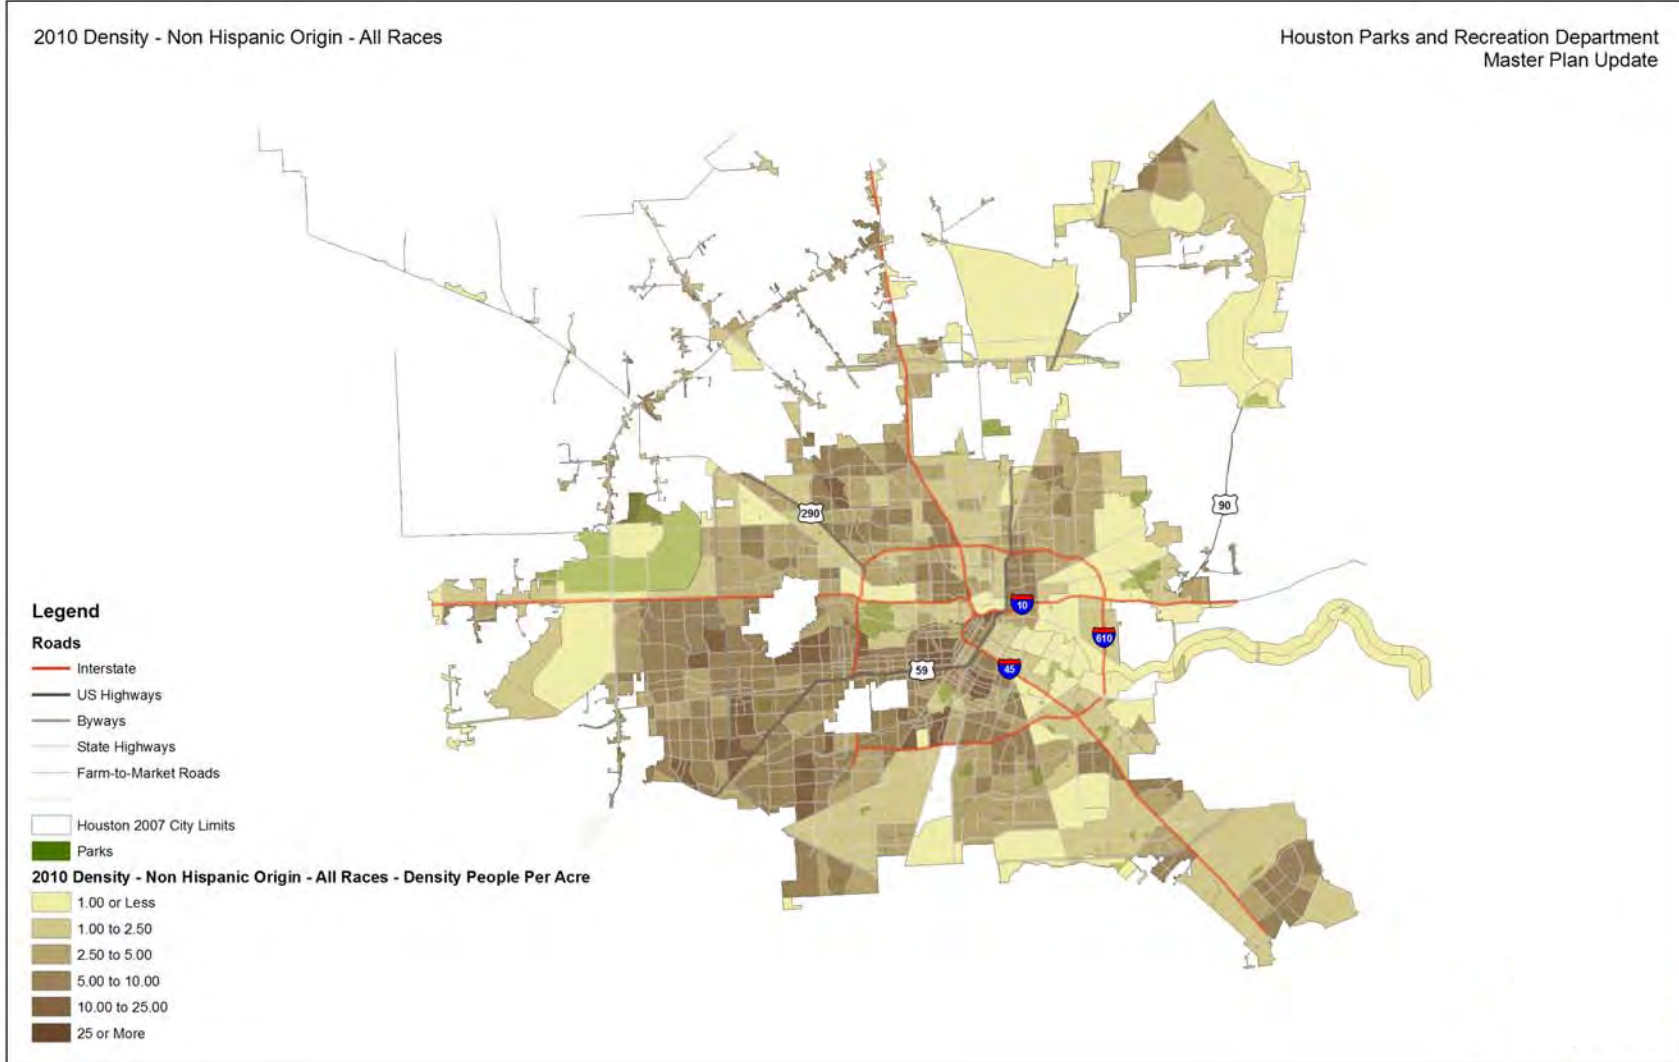 2010 Density - Non Hispanic Origin - All Races
Houston Parks and Recreation Department
Master Plan Update
290
90
10
610
59
45
Legend
Roads
Interstate
US Highways
Byways
State Highways
Farm-to-Market Roads
Houston 2007 City Limits
Parks
2010 Density - Non Hispanic Origin - All Races - Density People Per Acre
1.00 or Less
1.00 to 2.50
2.50 to 5.00
5.00 to 10.00
10.00 to 25.00
25 or More